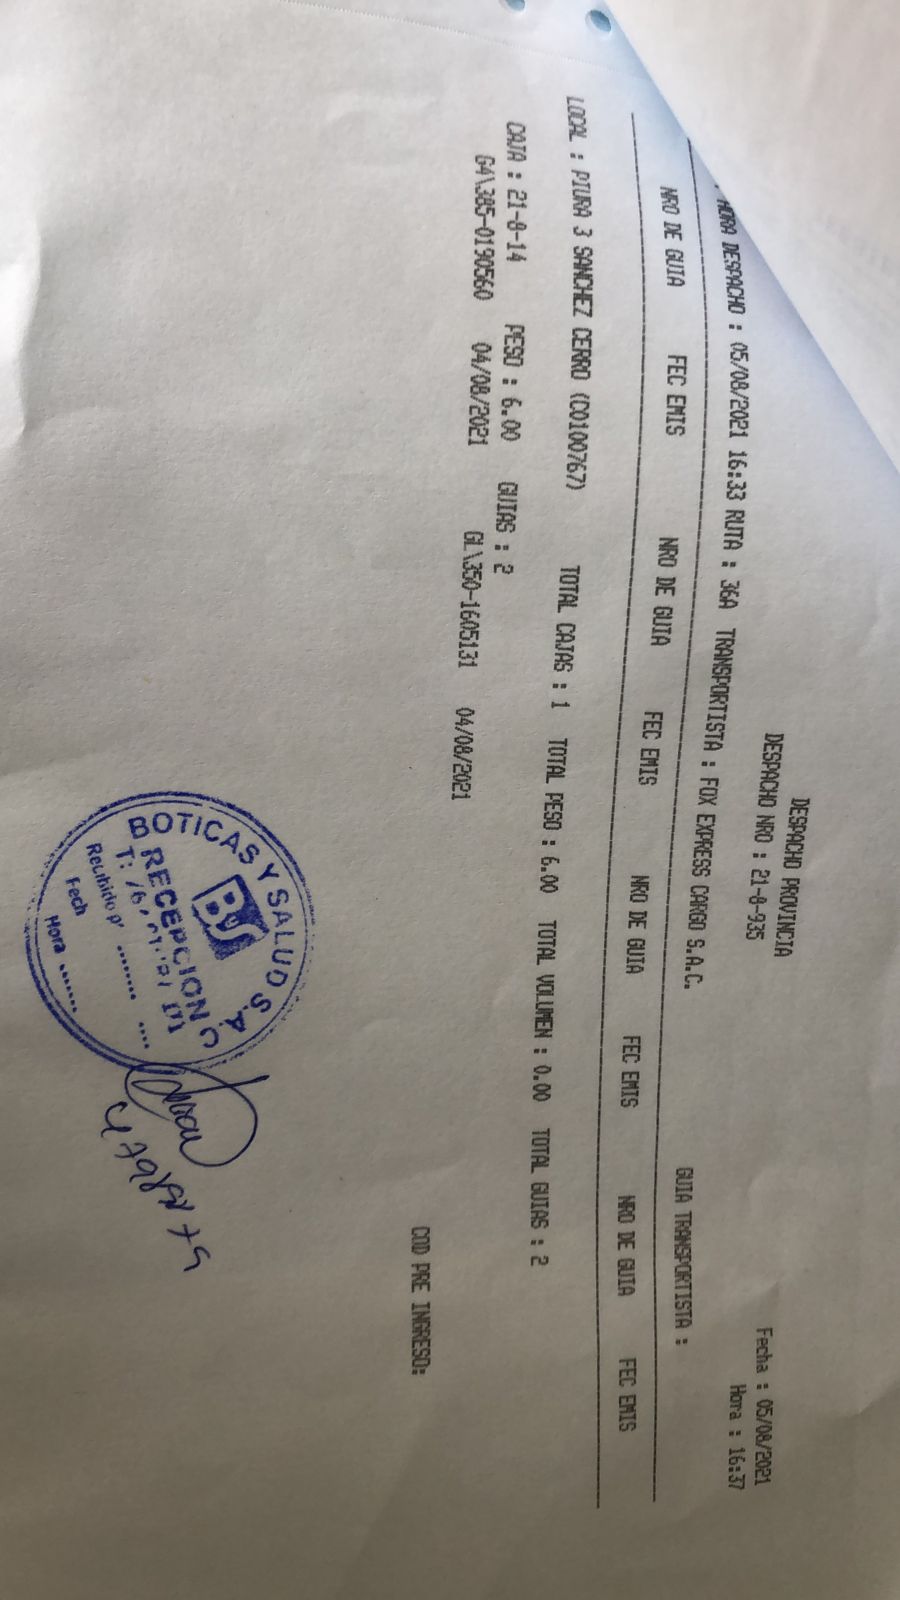 DESPACHO PROVINCIA
Fecha : 05/08/2021
DESPACHO NRO : 21-8-935
Hora : 16:37
HORA DESPACHO : 05/08/2021 16:33 RUTA : 36A TRANSPORTISTA : FOX EXPRESS CARGO S.A.C. GUIA TRANSPORTISTA :
NRO DE GUIA FEC EMIS NRO DE GUIA FEC EMIS NRO DE GUIA FEC EMIS NRO DE GUIA FEC EMIS
LOCAL : PIURA 3 SANCHEZ CERRO (C0100767) TOTAL CAJAS : 1 TOTAL PESO : 6.00 TOTAL VOLUMEN : 0.00 TOTAL GUIAS : 2
CAJA : 21-8-14 PESO : 6.00 GUIAS : 2
G4\385-0190560 04/08/2021 GL\350-1605131 04/08/2021
COD PRE INGRESO:
BOTICAS Y SALUD S.A.C
BS
RECEPCION
Recibido p'
Fech
Hora